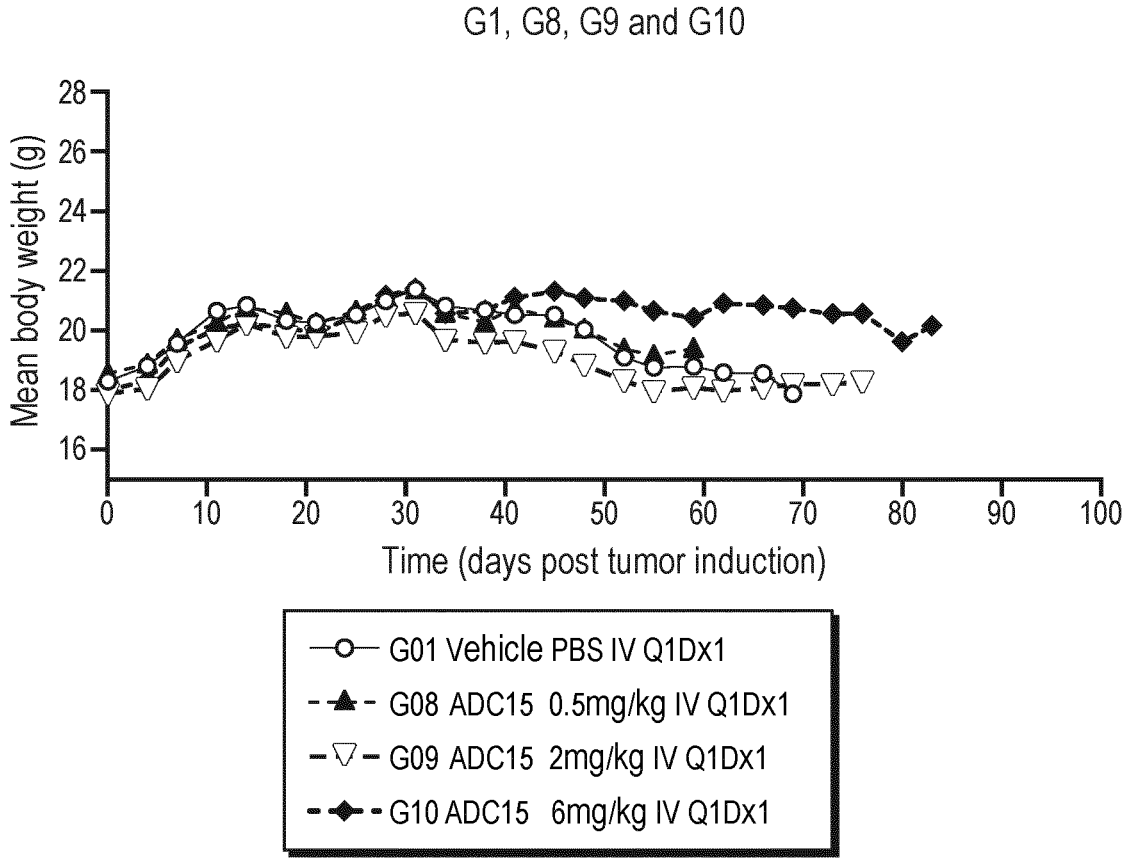 G1, G8, G9 and G10
Mean body weight (g)
28
26
24
22
20
18
16
0 10 20 30 40 50 60 70 80 90 100
Time (days post tumor induction)
G01 Vehicle PBS IV Q1Dx1
G08 ADC15 0.5mg/kg IV Q1Dx1
G09 ADC15 2mg/kg IV Q1Dx1
G10 ADC15 6mg/kg IV Q1Dx1